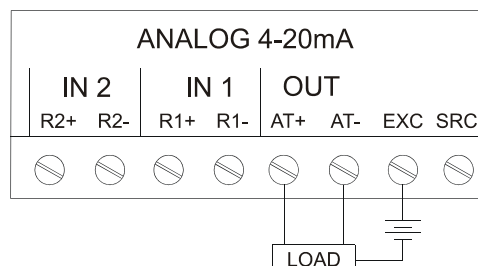 ANALOG 4-20mA
IN 2 IN 1 OUT
R2+ R2- R1+ R1- AT+ AT- EXC SRC
LOAD